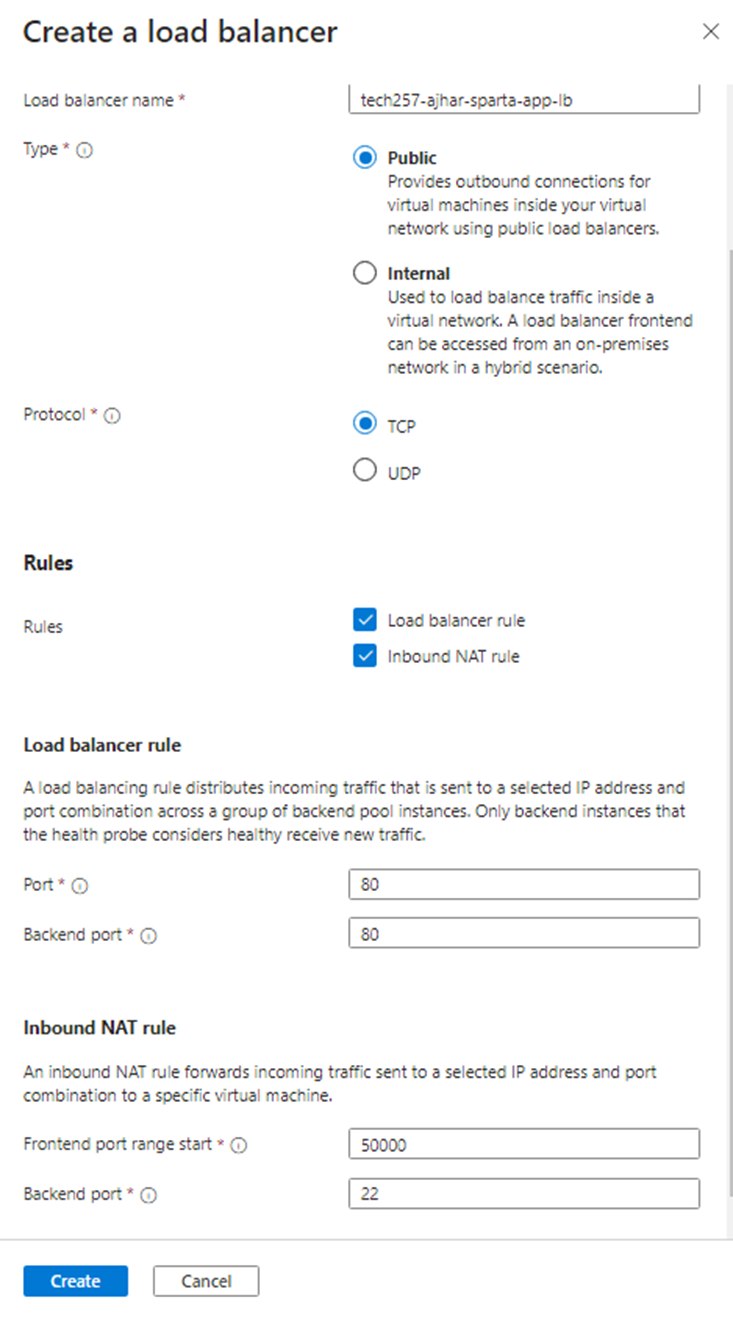 Create a load balancer
Load balancer name *
tech257-ajhar-sparta-app-lb
Type *
Public
Provides outbound connections for
virtual machines inside your virtual
network using public load balancers.
Internal
Used to load balance traffic inside a
virtual network. A load balancer frontend
can be accessed from an on-premises
network in a hybrid scenario.
Protocol *
TCP
UDP
Rules
Rules
Load balancer rule
Inbound NAT rule
Load balancer rule
A load balancing rule distributes incoming traffic that is sent to a selected IP address and
port combination across a group of backend pool instances. Only backend instances that
the health probe considers healthy receive new traffic.
Port *
80
Backend port *
80
Inbound NAT rule
An inbound NAT rule forwards incoming traffic sent to a selected IP address and port
combination to a specific virtual machine.
Frontend port range start *
50000
Backend port *
22
Create
Cancel